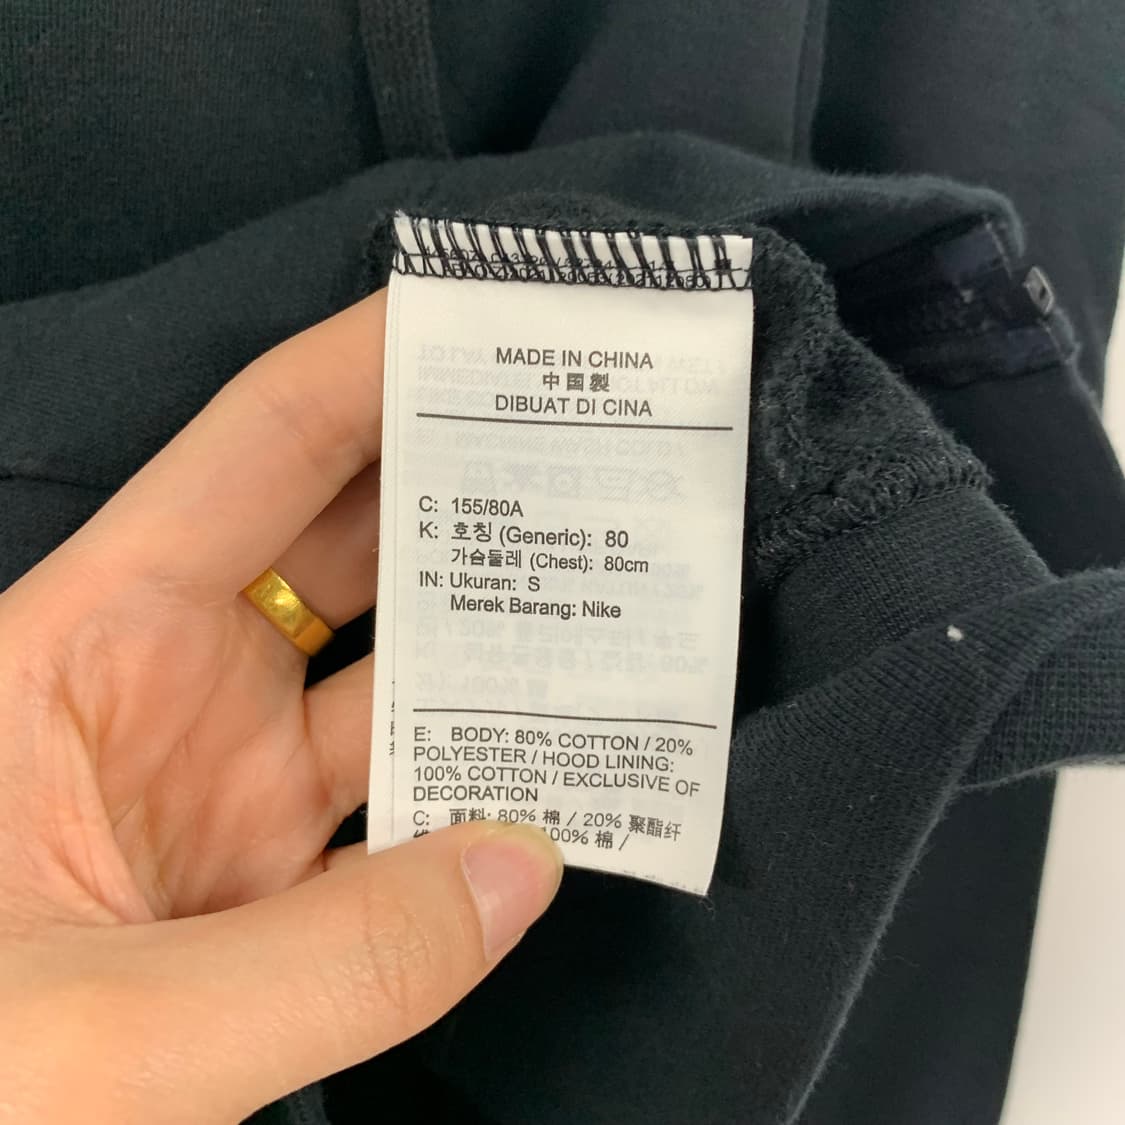 MADE IN CHINA
中国製
DIBUAT DI CINA
C: 155/80A
K: 호칭 (Generic): 80
가슴둘레 (Chest): 80cm
IN: Ukuran: S
Merek Barang: Nike
E: BODY: 80% COTTON / 20%
POLYESTER / HOOD LINING:
100% COTTON / EXCLUSIVE OF
DECORATION
C: 面料: 80% 棉 / 20% 聚酯纤
100% 棉 /